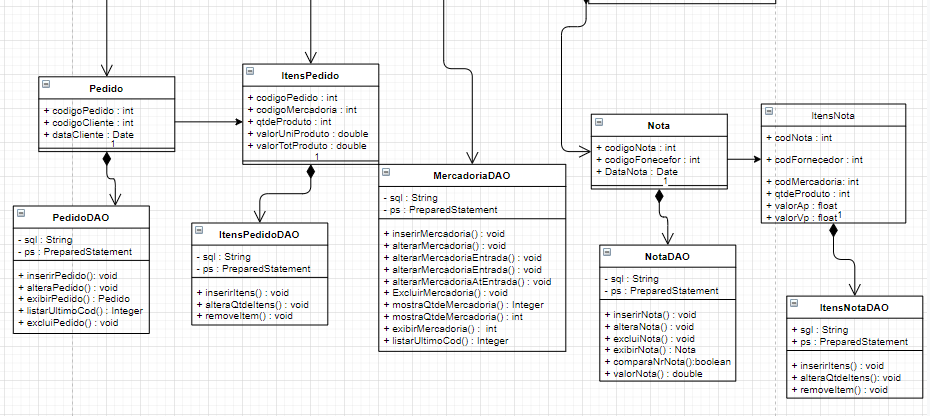 Pedido
+ codigoPedido : int
+ codigoCliente : int
+ dataCliente : Date
1
PedidoDAO
- sql : String
- ps : PreparedStatement
+ inserirPedido(): void
+ alteraPedido() : void
+ exibirPedido() : Pedido
+ listarUltimoCod() : Integer
+ excluiPedido() : void
ItensPedido
+ codigoPedido : int
+ codigoMercadoria : int
+ qtdeProduto : int
+ valorUniProduto : double
+ valorTotProduto : double
1
ItensPedidoDAO
- sql : String
- ps : PreparedStatement
+ inserirItens() : void
+ alteraQtdeItens() : void
+ removeItem() : void
MercadoriaDAO
- sql : String
- ps : PreparedStatement
+ inserirMercadoria() : void
+ alterarMercadoria() : void
+ alterarMercadoriaEntrada() : void
+ alterarMercadoriaEntrada() : void
+ alterarMercadoriaAtEntrada() : void
+ ExcluirMercadoria() : void
+ mostraQtdeMercadoria() : Integer
+ mostraQtdeMercadoria() : int
+ exibirMercadoria() : int
+ listarUltimoCod() : Integer
Nota
+ codigoNota : int
+ codigoFonecefor : int
+ DataNota : Date
1
NotaDAO
- sql : String
- ps : PreparedStatement
+ inserirNota() : void
+ alteraNota() : void
+ excluiNota() : void
+ exibirNota() : Nota
+ comparaNrNota():boolean
+ valorNota() : double
ItensNota
+ codNota : int
+ codFornecedor : int
+ codMercadoria: int
+ qtdeProduto : int
+ valorAp : float
+ valorVp : float
1
ItensNotaDAO
+ sgl : String
+ ps : PreparedStatement
+ inserirItens() : void
+ alteraQtdeItens(): void
+ removeItem() : void